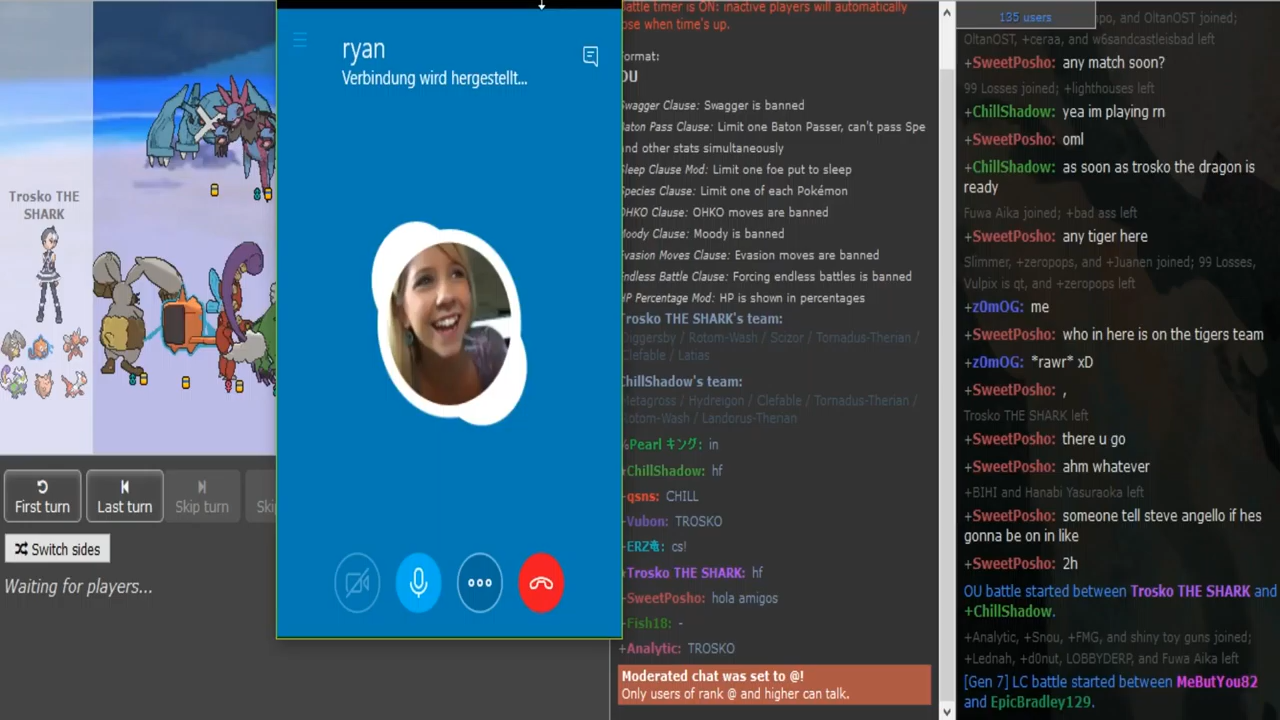 Trosko THE
SHARK
First turn
Last turn
Skip turn
Switch sides
Waiting for players...
ryan
Verbindung wird hergestellt...
attle timer is ON: inactive players will automatically
ose when time's up.
ormat:
OU
Swagger Clause: Swagger is banned
Baton Pass Clause: Limit one Baton Passer, can't pass Spe
and other stats simultaneously
Sleep Clause Mod: Limit one foe put to sleep
Species Clause: Limit one of each Pokémon
OHKO Clause: OHKO moves are banned
Moody Clause: Moody is banned
Evasion Moves Clause: Evasion moves are banned
Endless Battle Clause: Forcing endless battles is banned
HP Percentage Mod: HP is shown in percentages
Trosko THE SHARK's team:
Diggersby / Rotom-Wash / Scizor / Tornadus-Therian /
Clefable / Latias
ChillShadow's team:
Metagross / Hydreigon / Clefable / Tornadus-Therian /
Rotom-Wash / Landorus-Therian
%Pearl キング: in
+ChillShadow: hf
+qsns: CHILL
+Vubon: TROSKO
+ERZ竜: cs!
Trosko THE SHARK: hf
+SweetPosho: hola amigos
+Fish18: -
+Analytic: TROSKO
Moderated chat was set to @!
Only users of rank @ and higher can talk.
135 users
opo, and OltanOST joined;
OltanOST, +ceraa, and w6sandcastleisbad left
+SweetPosho: any match soon?
99 Losses joined; +lighthouses left
+ChillShadow: yea im playing rn
+SweetPosho: oml
+ChillShadow: as soon as trosko the dragon is
ready
Fuwa Aika joined; +bad ass left
+SweetPosho: any tiger here
Slimmer, +zeropops, and +Juanen joined; 99 Losses,
Vulpix is qt, and +zeropops left
+z0mOG: me
+SweetPosho: who in here is on the tigers team
+z0mOG: *rawr* xD
+SweetPosho: ,
Trosko THE SHARK left
+SweetPosho: there u go
+SweetPosho: ahm whatever
+BIHI and Hanabi Yasuraoka left
+SweetPosho: someone tell steve angello if hes
gonna be on in like
+SweetPosho: 2h
OU battle started between Trosko THE SHARK and
+ChillShadow.
+Analytic, +Snou, +FMG, and shiny toy guns joined;
+Lednah, +d0nut, LOBBYDERP, and Fuwa Aika left
[Gen 7] LC battle started between MeButYou82
and EpicBradley129.